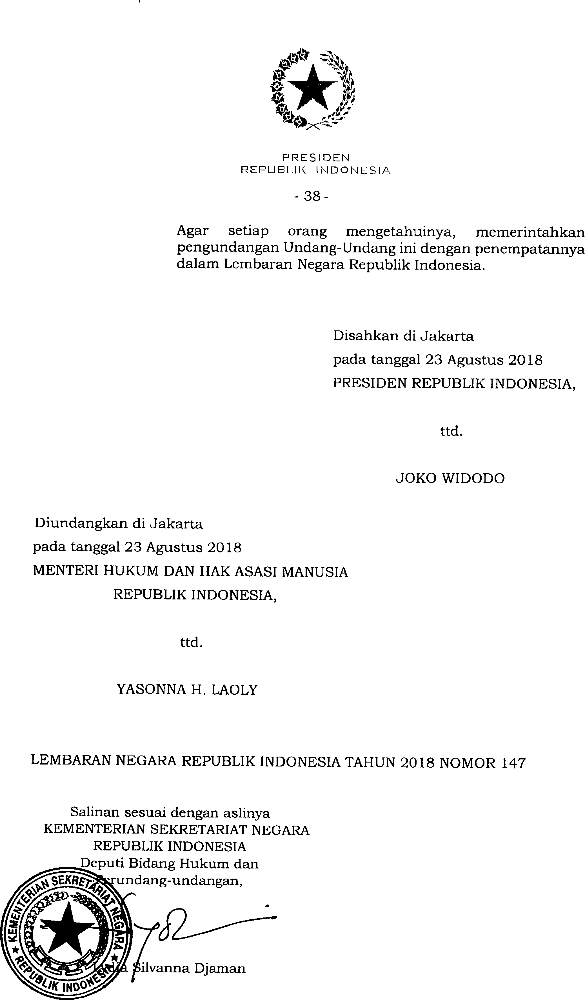 PRESIDEN
REPUBLIK INDONESIA
- 38 -
Agar setiap orang mengetahuinya, memerintahkan
pengundangan Undang-Undang ini dengan penempatannya
dalam Lembaran Negara Republik Indonesia.
Disahkan di Jakarta
pada tanggal 23 Agustus 2018
PRESIDEN REPUBLIK INDONESIA,
ttd.
JOKO WIDODO
Diundangkan di Jakarta
pada tanggal 23 Agustus 2018
MENTERI HUKUM DAN HAK ASASI MANUSIA
REPUBLIK INDONESIA,
ttd.
YASONNA H. LAOLY
LEMBARAN NEGARA REPUBLIK INDONESIA TAHUN 2018 NOMOR 147
Salinan sesuai dengan aslinya
KEMENTERIAN SEKRETARIAT NEGARA
REPUBLIK INDONESIA
Deputi Bidang Hukum dan
Perundang-undangan,
KEMENTERIAN SEKRETARIAT NEGARA
REPUBLIK INDONESIA
Lydia Silvanna Djaman